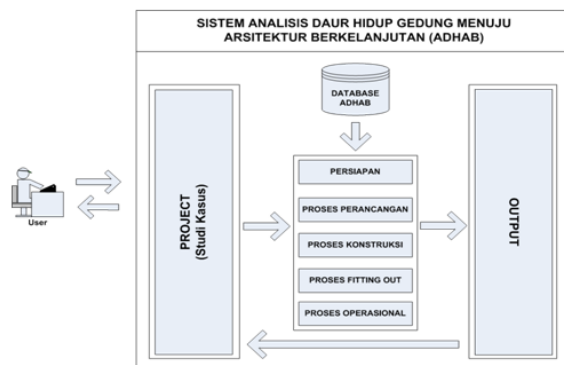 SISTEM ANALISIS DAUR HIDUP GEDUNG MENUJU
ARSITEKTUR BERKELANJUTAN (ADHAB)
DATABASE
ADHAB
User
PROJECT
(Studi Kasus)
PERSIAPAN
PROSES PERANCANGAN
PROSES KONSTRUKSI
PROSES FITTING OUT
PROSES OPERASIONAL
OUTPUT